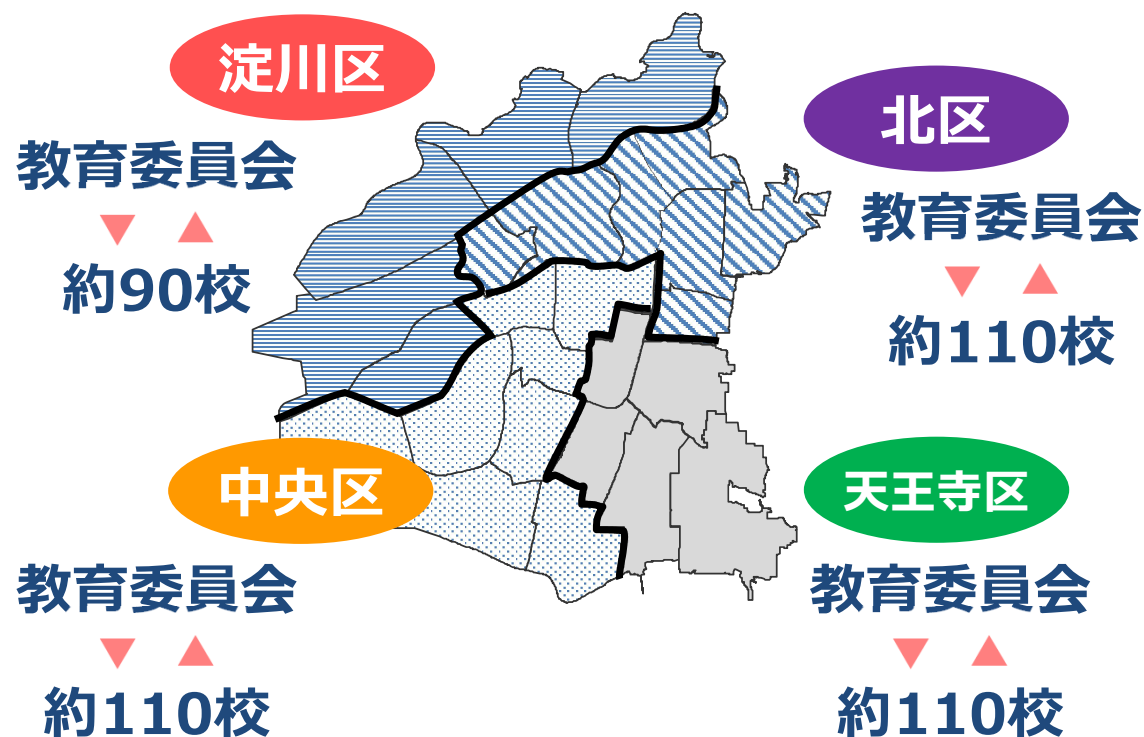 淀川区
教育委員会
▼ ▲
約90校
北区
教育委員会
▼ ▲
約110校
中央区
教育委員会
▼ ▲
約110校
天王寺区
教育委員会
▼ ▲
約110校